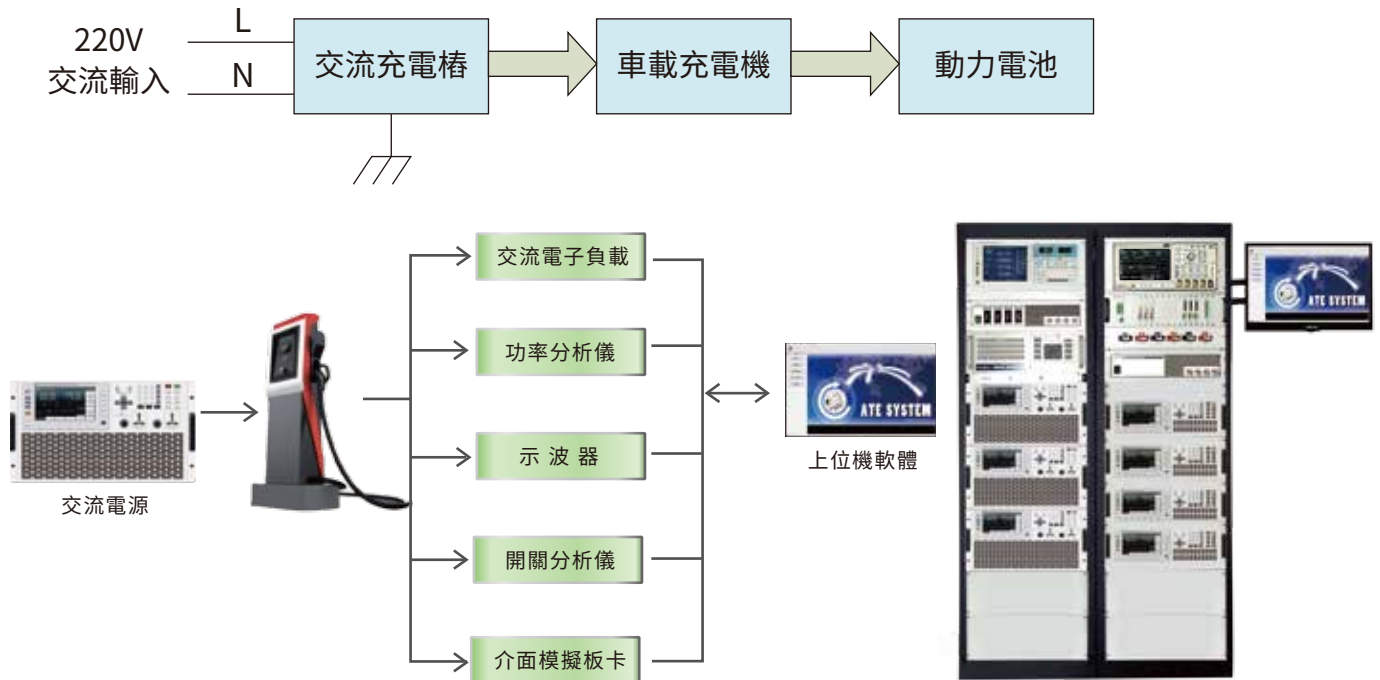 L
220V
交流輸入
N
交流充電樁
車載充電機
動力電池
交流電子負載
功率分析儀
示波器
開關分析儀
介面模擬板卡
交流電源
ATE SYSTEM
上位機軟體
ATE SYSTEM